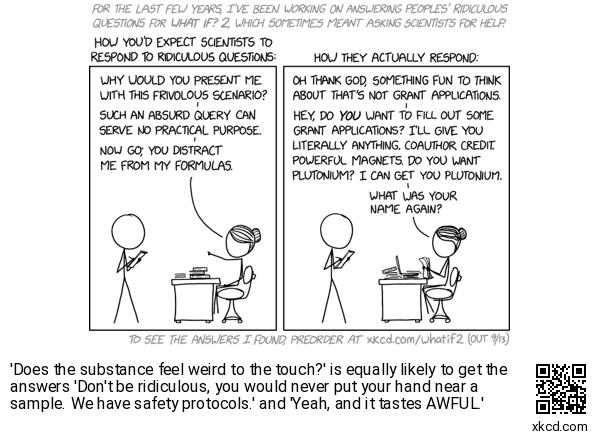 FOR THE LAST FEW YEARS, I'VE BEEN WORKING ON ANSWERING PEOPLES' RIDICULOUS
QUESTIONS FOR WHAT IF? 2, WHICH SOMETIMES MEANT ASKING SCIENTISTS FOR HELP.
HOW YOU'D EXPECT SCIENTISTS TO
RESPOND TO RIDICULOUS QUESTIONS:
WHY WOULD YOU PRESENT ME
WITH THIS FRIVOLOUS SCENARIO?
SUCH AN ABSURD QUERY CAN
SERVE NO PRACTICAL PURPOSE.
NOW GO; YOU DISTRACT
ME FROM MY FORMULAS.
HOW THEY ACTUALLY RESPOND:
OH THANK GOD, SOMETHING FUN TO THINK
ABOUT THAT'S NOT GRANT APPLICATIONS.
HEY, DO YOU WANT TO FILL OUT SOME
GRANT APPLICATIONS? I'LL GIVE YOU
LITERALLY ANYTHING. COAUTHOR CREDIT.
POWERFUL MAGNETS. DO YOU WANT
PLUTONIUM? I CAN GET YOU PLUTONIUM.
WHAT WAS YOUR
NAME AGAIN?
TO SEE THE ANSWERS I FOUND, PREORDER AT xkcd.com/whatif2 (OUT 9/13)
'Does the substance feel weird to the touch?' is equally likely to get the
answers 'Don't be ridiculous, you would never put your hand near a
sample. We have safety protocols.' and 'Yeah, and it tastes AWFUL.'
xkcd.com